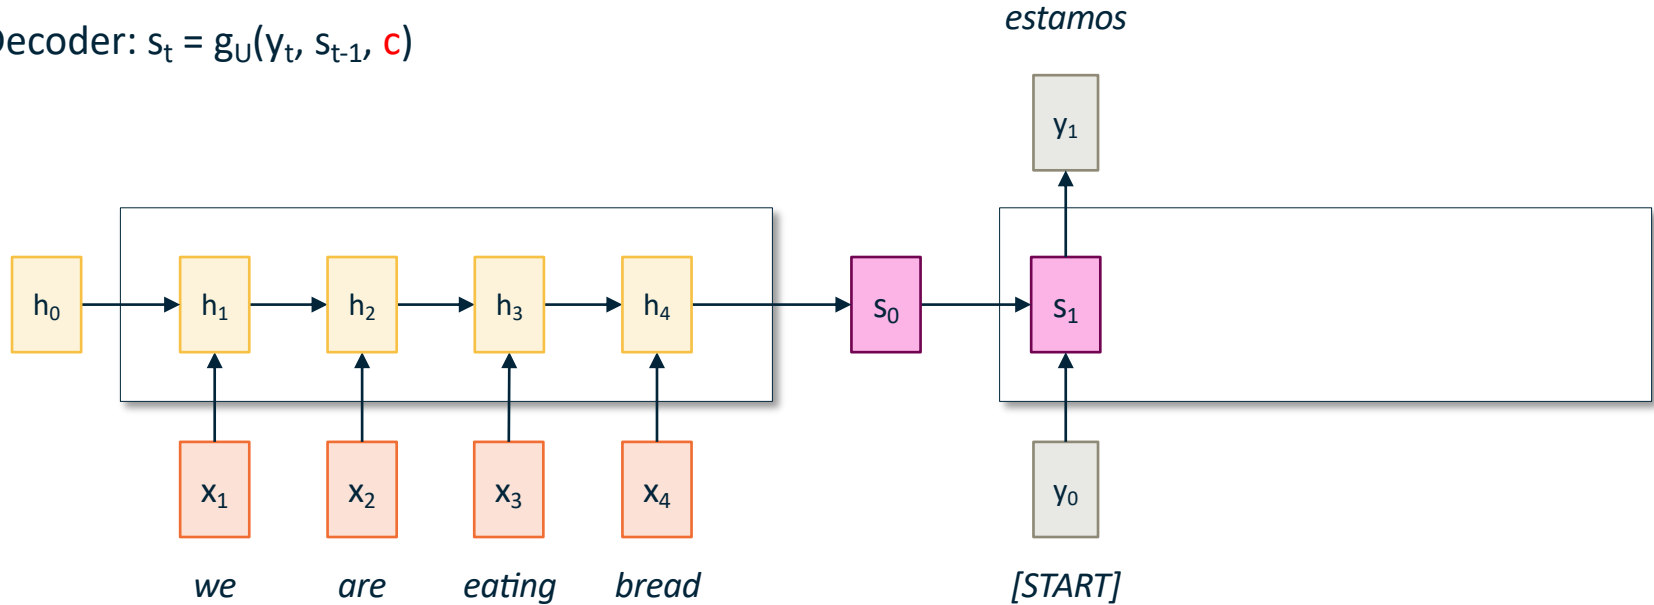 estamos
Decoder: sₜ = g_U(yₜ, sₜ₋₁, c)
y₁
h₀ h₁ h₂ h₃ h₄ s₀ s₁
x₁ x₂ x₃ x₄ y₀
we are eating bread [START]